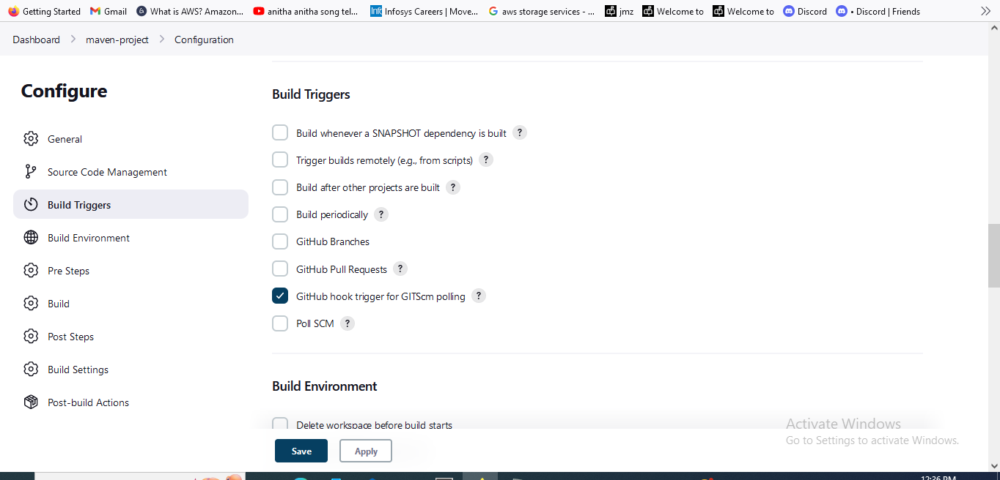 Getting Started Gmail What is AWS? Amazon... anitha anitha song tel... Infosys Careers | Move... aws storage services - ... jmz Welcome to Welcome to Discord • Discord | Friends
Dashboard maven-project Configuration
Configure
General
Source Code Management
Build Triggers
Build Environment
Pre Steps
Build
Post Steps
Build Settings
Post-build Actions
Build Triggers
Build whenever a SNAPSHOT dependency is built ?
Trigger builds remotely (e.g., from scripts) ?
Build after other projects are built ?
Build periodically ?
GitHub Branches
GitHub Pull Requests ?
GitHub hook trigger for GITScm polling ?
Poll SCM ?
Build Environment
Delete workspace before build starts
Save Apply
Activate Windows
Go to Settings to activate Windows.
12:36 PM